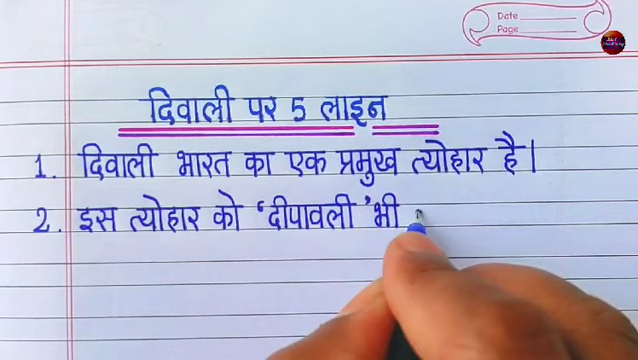 Date
Page
दिवाली पर 5 लाइन
1. दिवाली भारत का एक प्रमुख त्योहार है।
2. इस त्योहार को ‘दीपावली’ भी